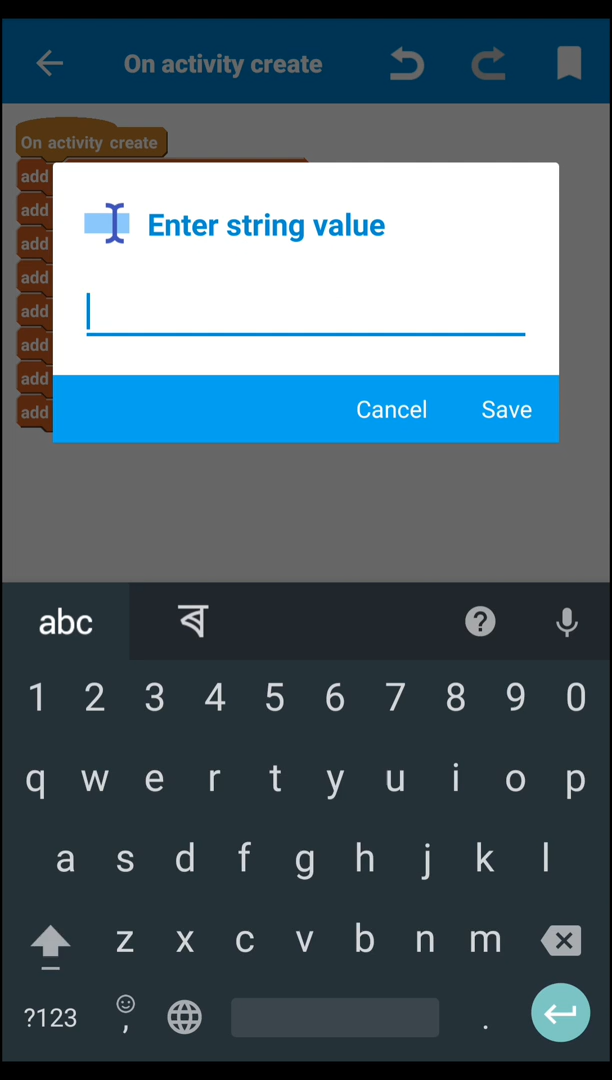 On activity create
On activity create
add
Enter string value
add
add
add
add
add
add
add
Cancel Save
abc ব ?
1 2 3 4 5 6 7 8 9 0
q w e r t y u i o p
a s d f g h j k l
z x c v b n m
?123 , .